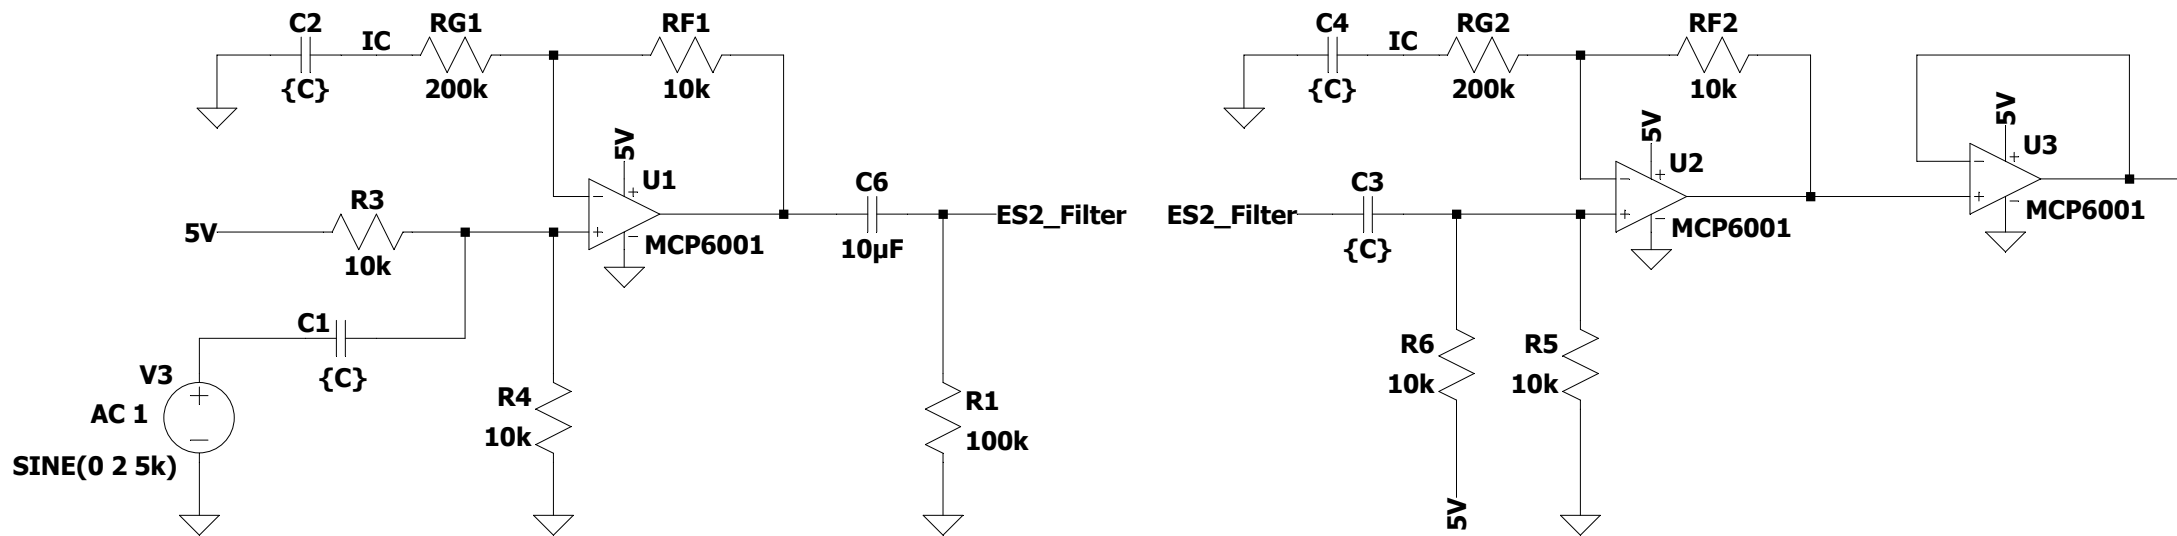 C2
IC
RG1
RF1
{C}
200k
10k
5V
U1
R3
5V
10k
MCP6001
C6
10µF
ES2_Filter
C1
{C}
V3
AC 1
SINE(0 2 5k)
R4
10k
R1
100k
C4
IC
RG2
RF2
{C}
200k
10k
5V
U2
5V
U3
C3
ES2_Filter
{C}
MCP6001
MCP6001
R6
10k
R5
10k
5V